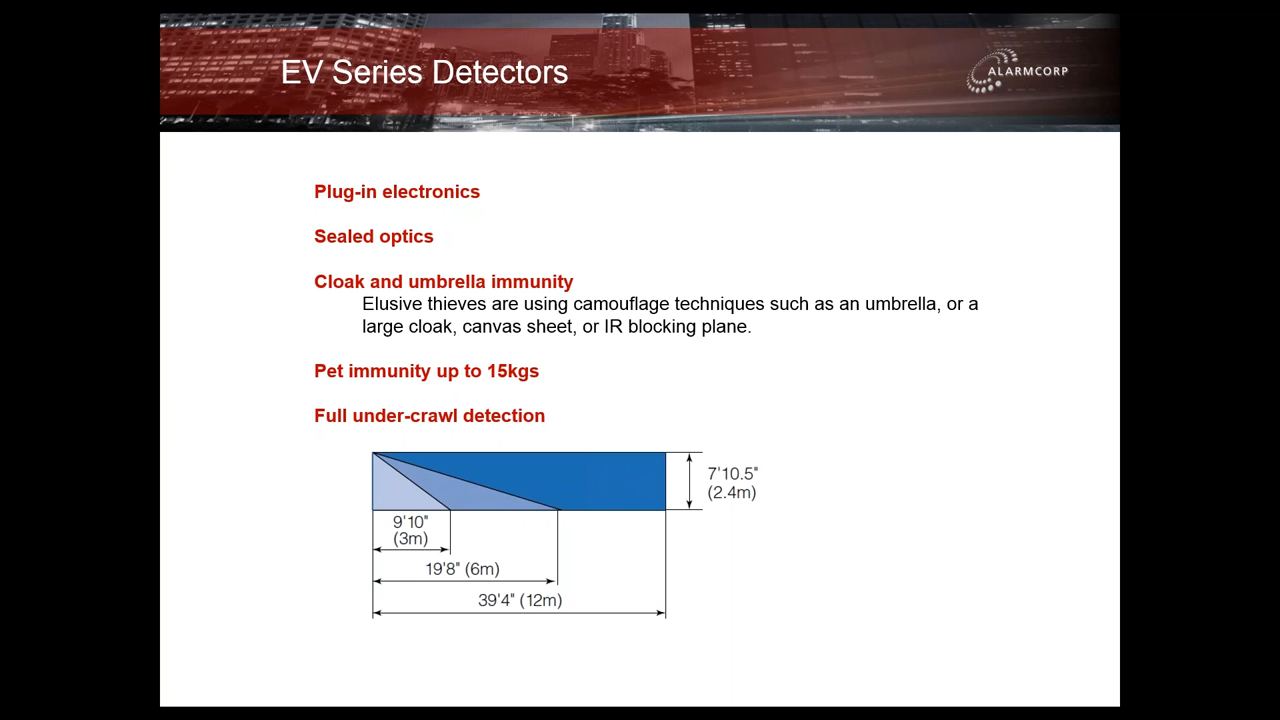 EV Series Detectors
ALARMCORP
Plug-in electronics
Sealed optics
Cloak and umbrella immunity
Elusive thieves are using camouflage techniques such as an umbrella, or a
large cloak, canvas sheet, or IR blocking plane.
Pet immunity up to 15kgs
Full under-crawl detection
7'10.5"
(2.4m)
9'10"
(3m)
19'8" (6m)
39'4" (12m)